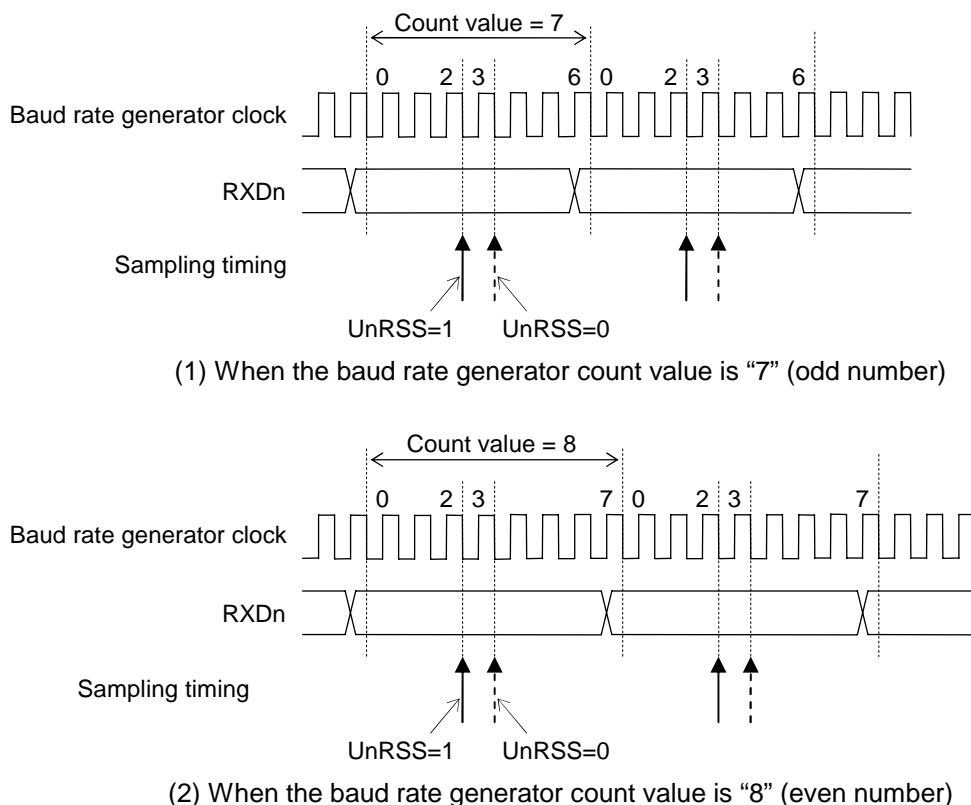 Count value = 7
0 2 3 6 0 2 3 6
Baud rate generator clock
RXDn
Sampling timing
UnRSS=1 UnRSS=0
(1) When the baud rate generator count value is “7” (odd number)
Count value = 8
0 2 3 7 0 2 3 7
Baud rate generator clock
RXDn
Sampling timing
UnRSS=1 UnRSS=0
(2) When the baud rate generator count value is “8” (even number)